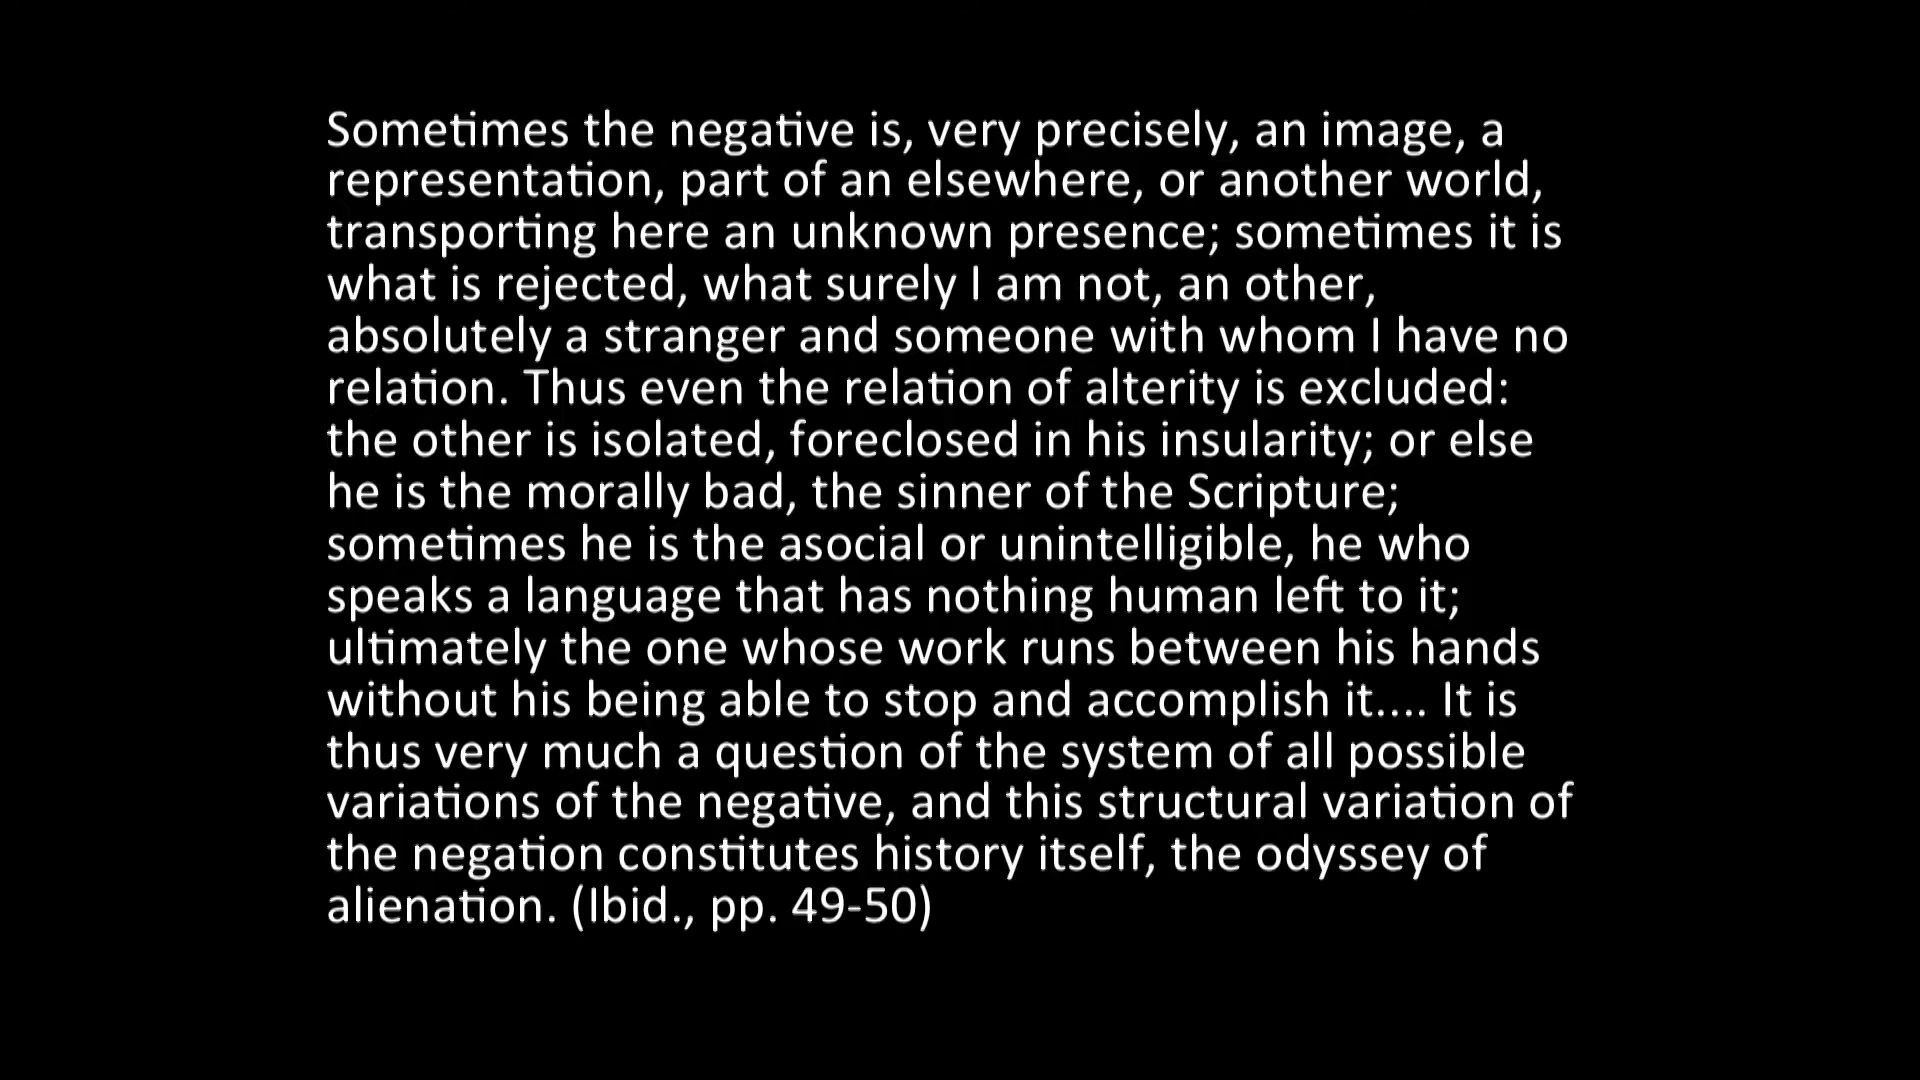 Sometimes the negative is, very precisely, an image, a
representation, part of an elsewhere, or another world,
transporting here an unknown presence; sometimes it is
what is rejected, what surely I am not, an other,
absolutely a stranger and someone with whom I have no
relation. Thus even the relation of alterity is excluded:
the other is isolated, foreclosed in his insularity; or else
he is the morally bad, the sinner of the Scripture;
sometimes he is the asocial or unintelligible, he who
speaks a language that has nothing human left to it;
ultimately the one whose work runs between his hands
without his being able to stop and accomplish it.... It is
thus very much a question of the system of all possible
variations of the negative, and this structural variation of
the negation constitutes history itself, the odyssey of
alienation. (Ibid., pp. 49-50)